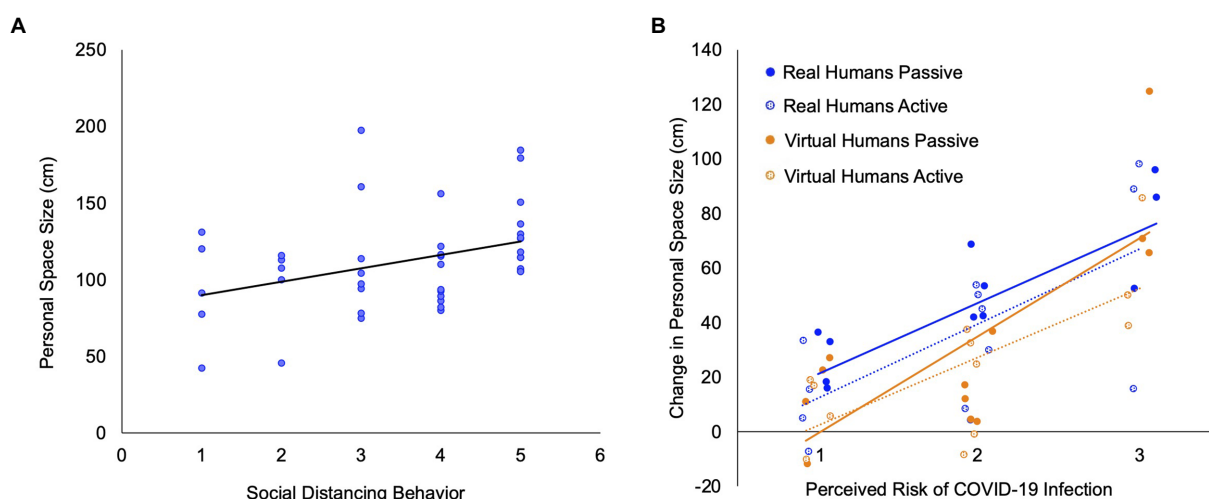 A
B
250
200
150
100
50
0
0
1
2
3
4
5
6
Personal Space Size (cm)
Social Distancing Behavior
140
120
100
80
60
40
20
0
-20
1
2
3
Change in Personal Space Size (cm)
Real Humans Passive
Real Humans Active
Virtual Humans Passive
Virtual Humans Active
Perceived Risk of COVID-19 Infection